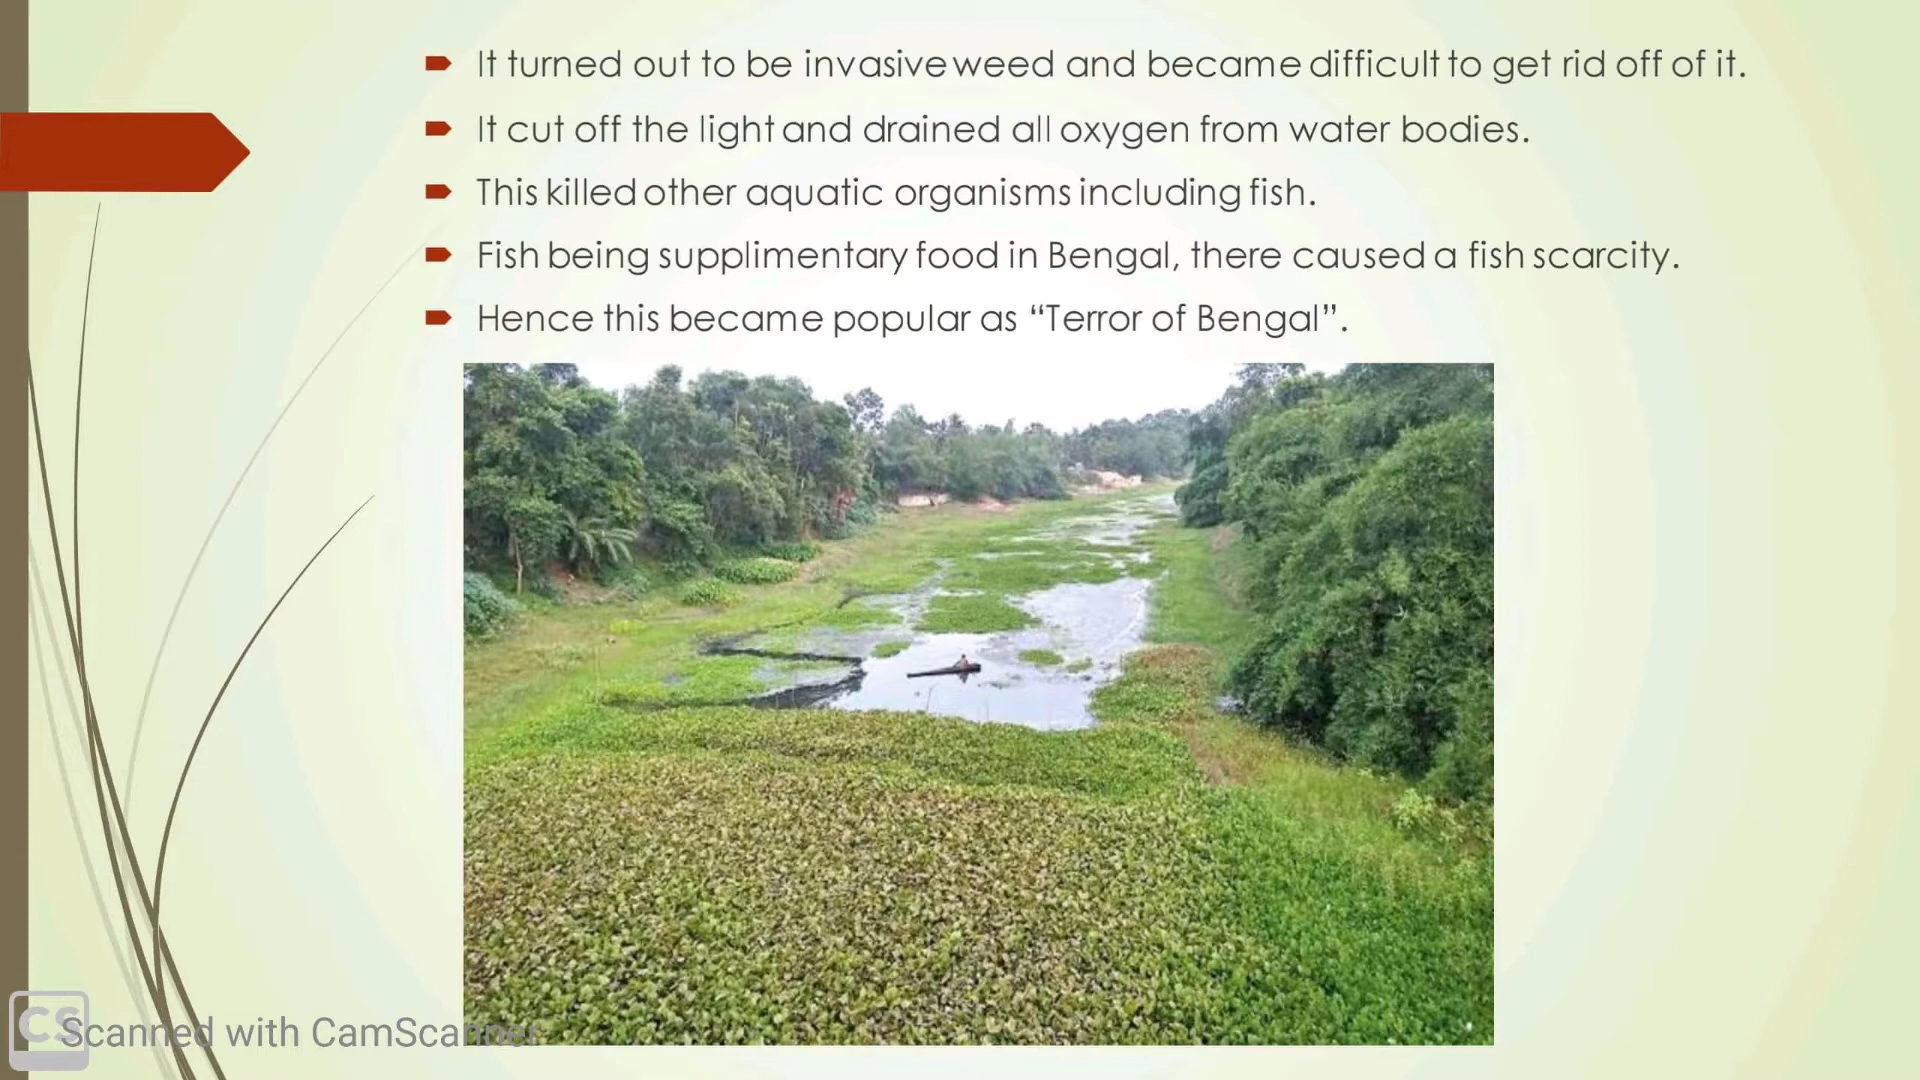 It turned out to be invasive weed and became difficult to get rid off of it.
It cut off the light and drained all oxygen from water bodies.
This killed other aquatic organisms including fish.
Fish being supplimentary food in Bengal, there caused a fish scarcity.
Hence this became popular as “Terror of Bengal”.
CS
Scanned with CamScanner